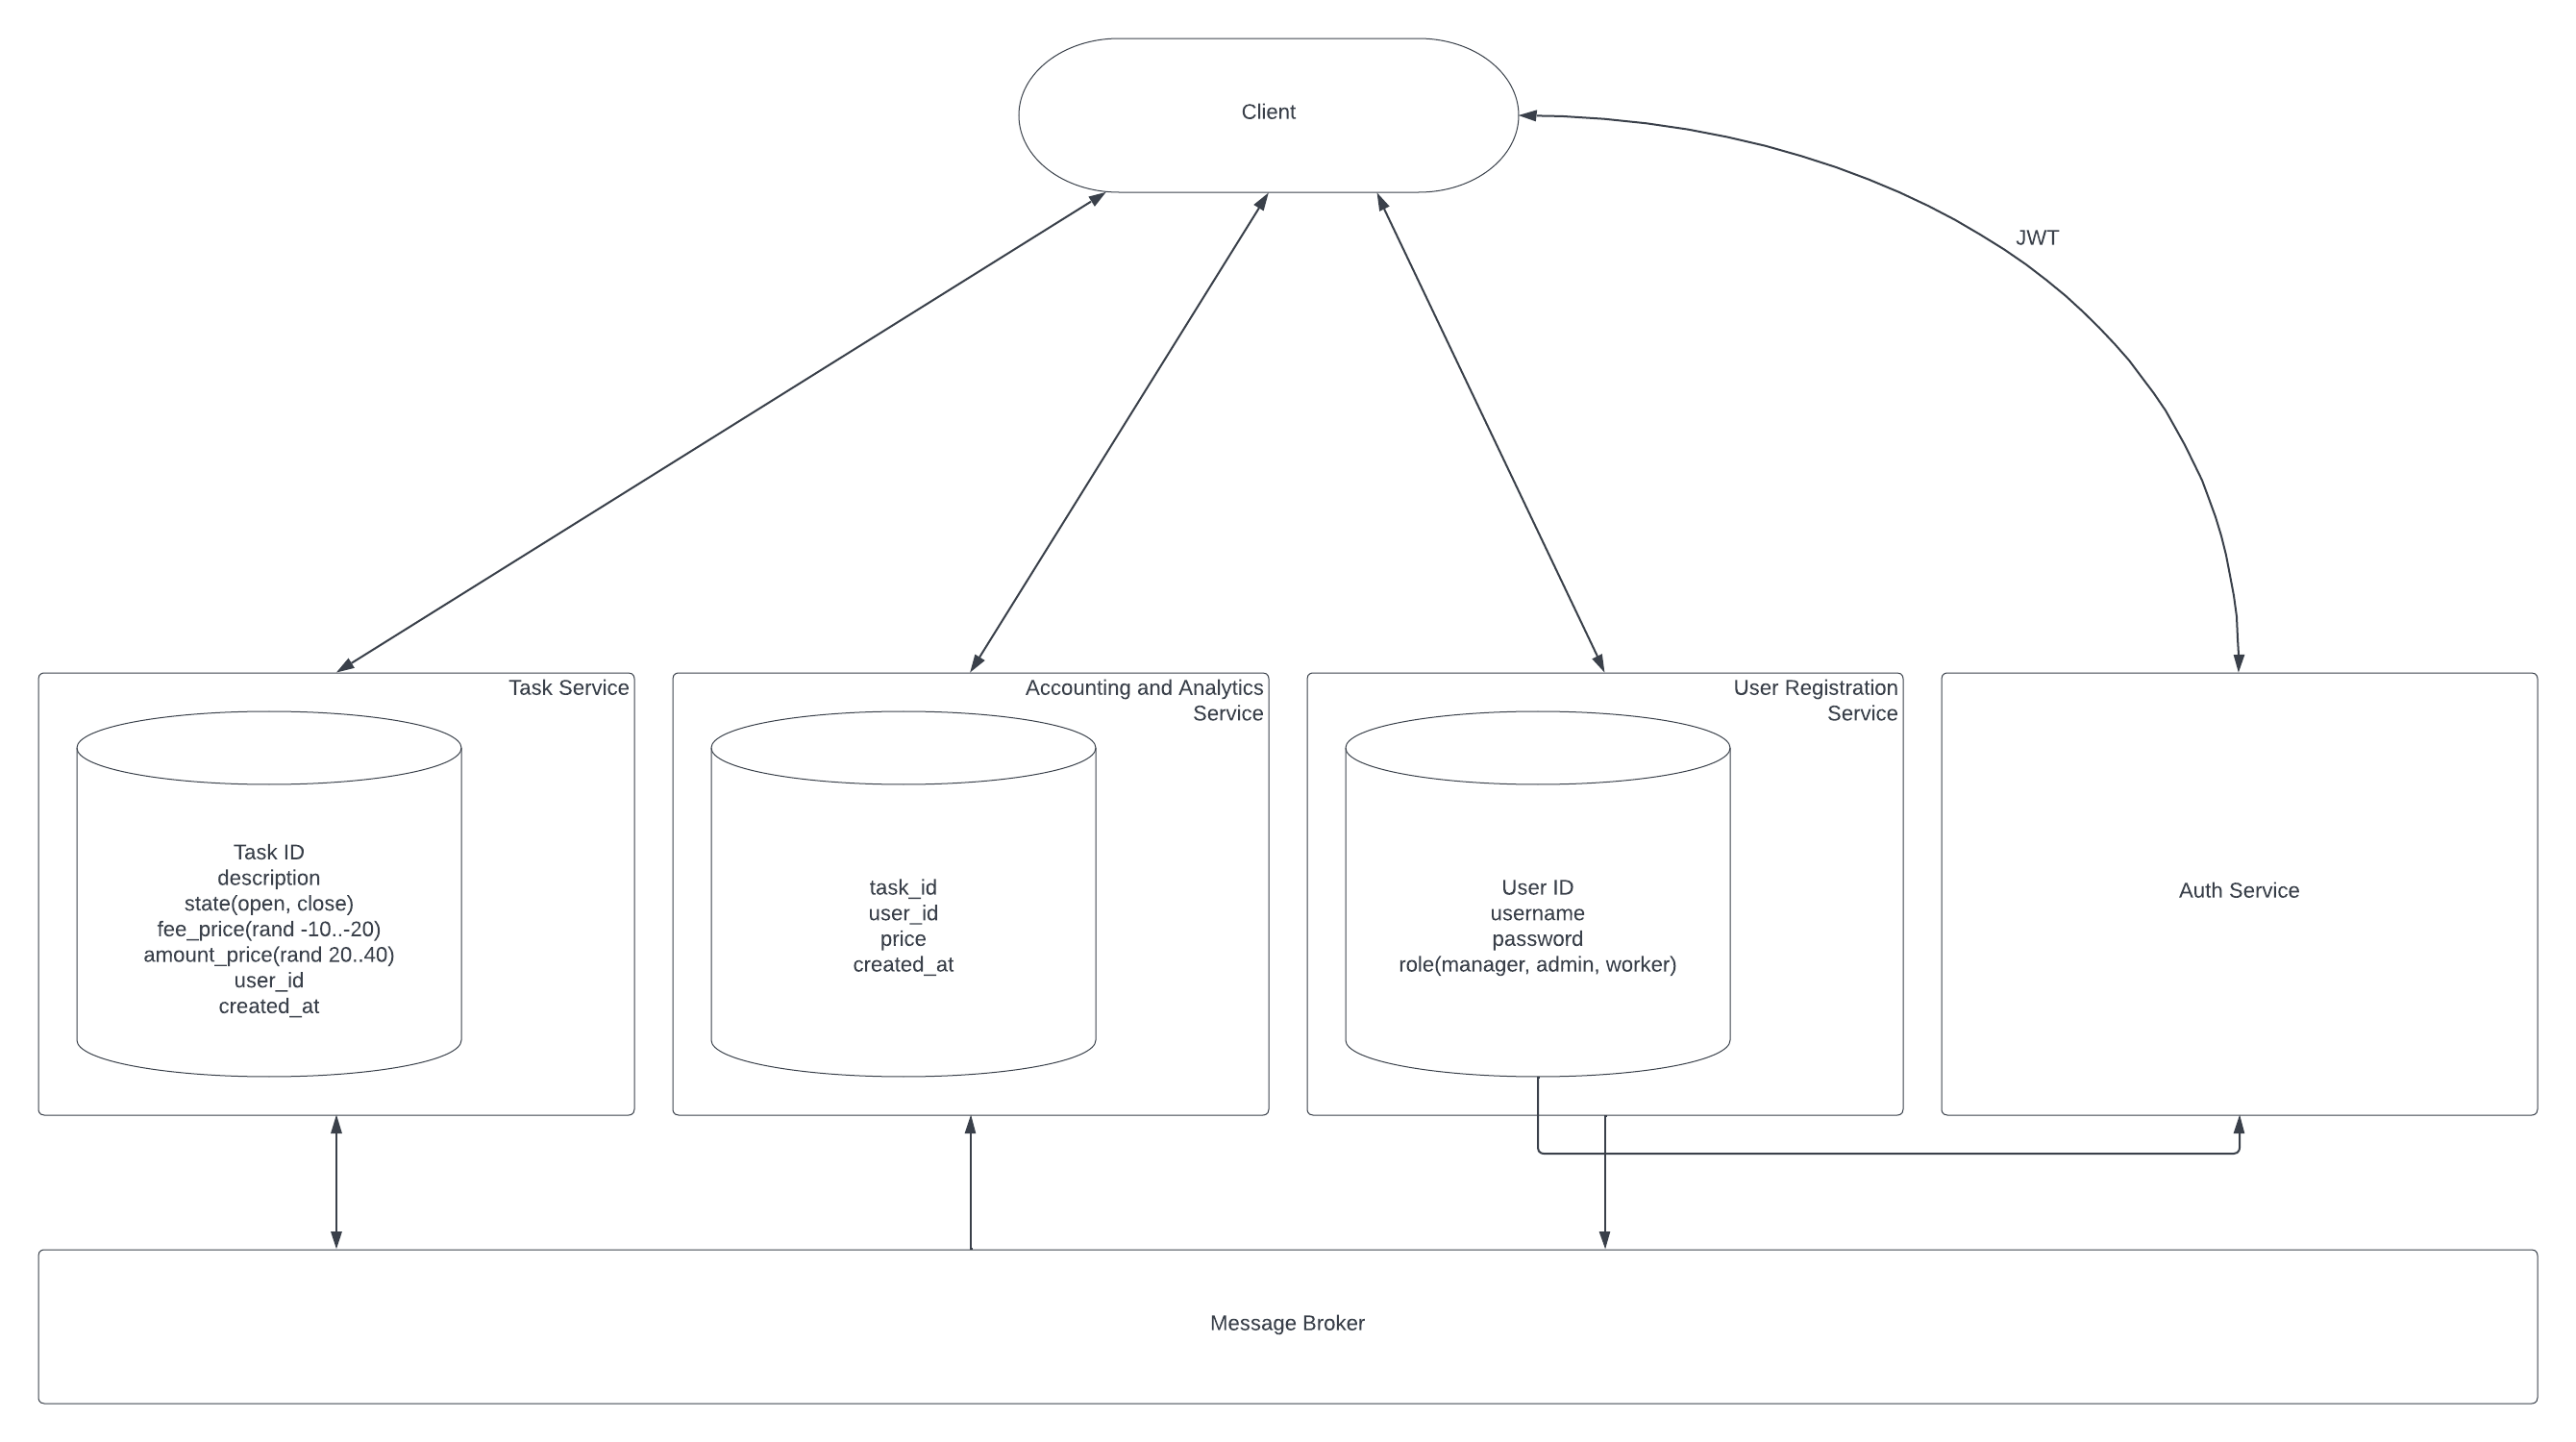 Client
JWT
Task Service
Accounting and Analytics
Service
User Registration
Service
Task ID
description
state(open, close)
fee_price(rand -10..-20)
amount_price(rand 20..40)
user_id
created_at
task_id
user_id
price
created_at
User ID
username
password
role(manager, admin, worker)
Auth Service
Message Broker